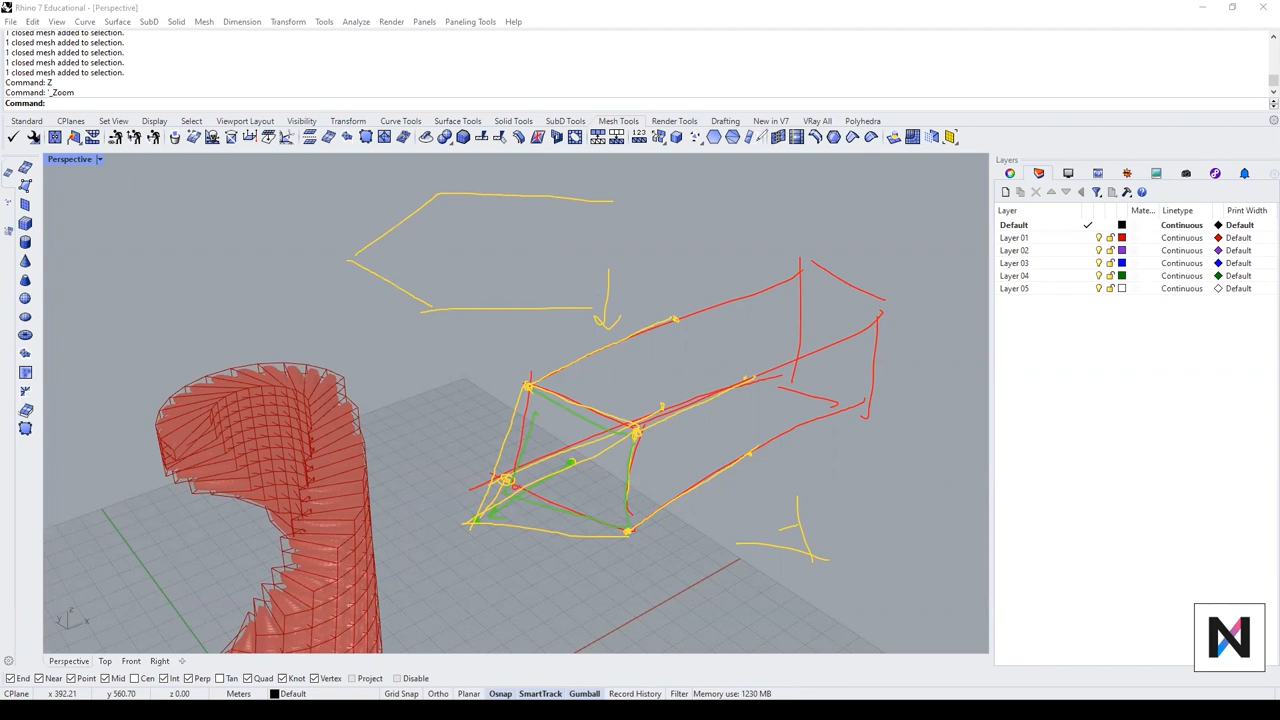 Rhino 7 Educational - [Perspective]
File Edit View Curve Surface SubD Solid Mesh Dimension Transform Tools Analyze Render Panels Paneling Tools Help
1 closed mesh added to selection.
1 closed mesh added to selection.
1 closed mesh added to selection.
1 closed mesh added to selection.
1 closed mesh added to selection.
Command: Z
Command: '_Zoom
Command:
Standard CPlanes Set View Display Select Viewport Layout Visibility Transform Curve Tools Surface Tools Solid Tools SubD Tools Mesh Tools Render Tools Drafting New in V7 VRay All Polyhedra
Perspective
Layers
Layer Mate... Linetype Print Width
Default Continuous Default
Layer 01 Continuous Default
Layer 02 Continuous Default
Layer 03 Continuous Default
Layer 04 Continuous Default
Layer 05 Continuous Default
z
y x
N
Perspective Top Front Right
End Near Point Mid Cen Int Perp Tan Quad Knot Vertex Project Disable
CPlane x 392.21 y 560.70 z 0.00 Meters Default Grid Snap Ortho Planar Osnap SmartTrack Gumball Record History Filter Memory use: 1230 MB